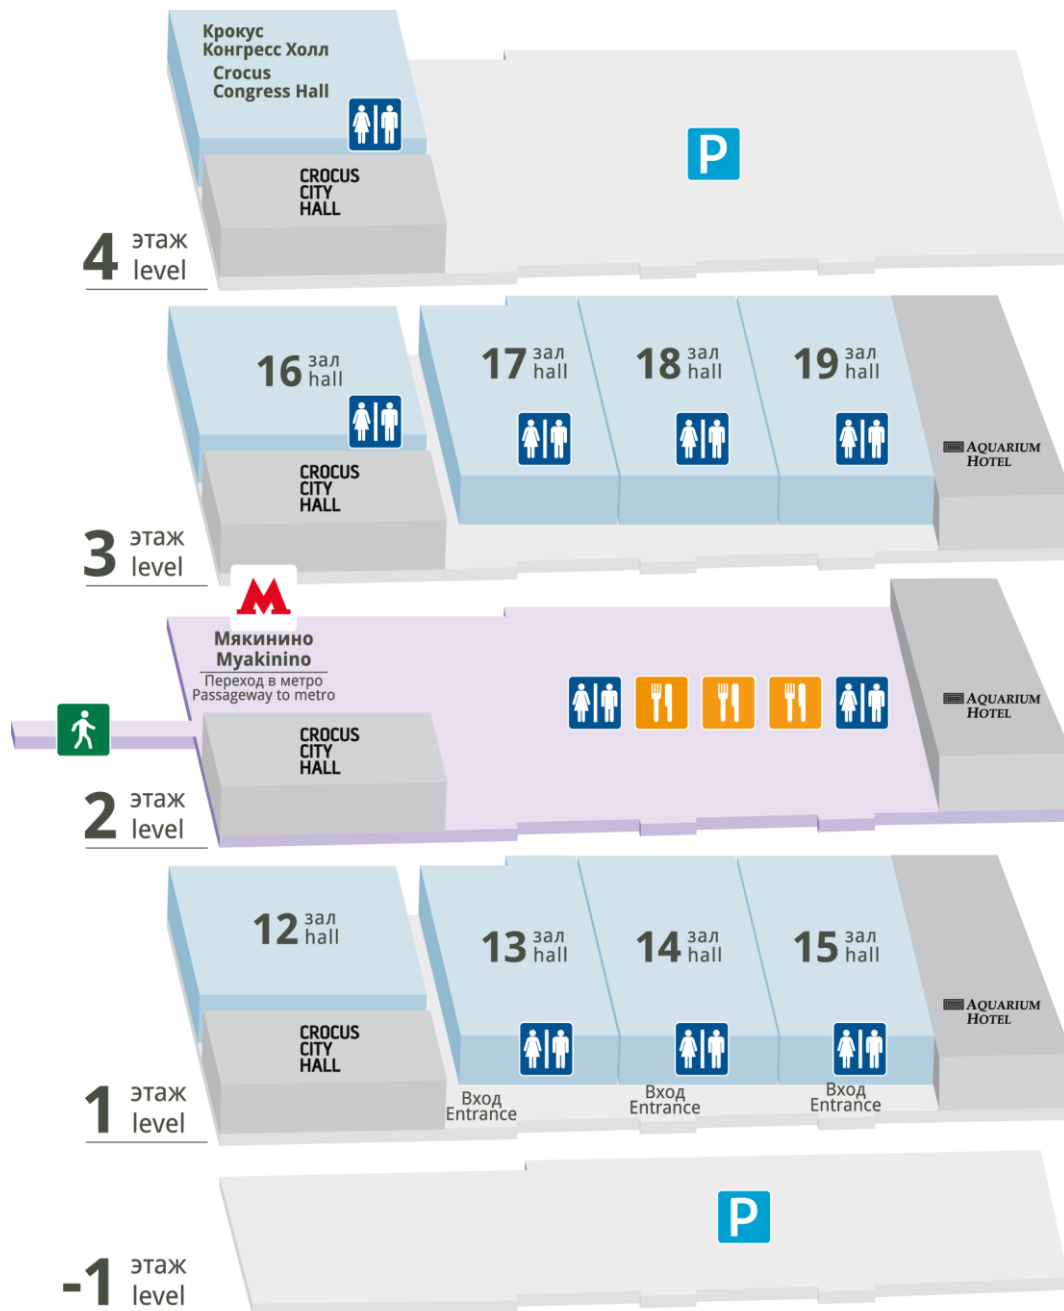 Крокус
Конгресс Холл
Crocus
Congress Hall
P
CROCUS
CITY
HALL
4 этаж
level
16 зал
hall
17 зал
hall
18 зал
hall
19 зал
hall
CROCUS
CITY
HALL
AQUARIUM
HOTEL
3 этаж
level
М
Мякинино
Myakinino
Переход в метро
Passageway to metro
CROCUS
CITY
HALL
AQUARIUM
HOTEL
2 этаж
level
12 зал
hall
13 зал
hall
14 зал
hall
15 зал
hall
CROCUS
CITY
HALL
AQUARIUM
HOTEL
Вход
Entrance
Вход
Entrance
Вход
Entrance
1 этаж
level
P
-1 этаж
level